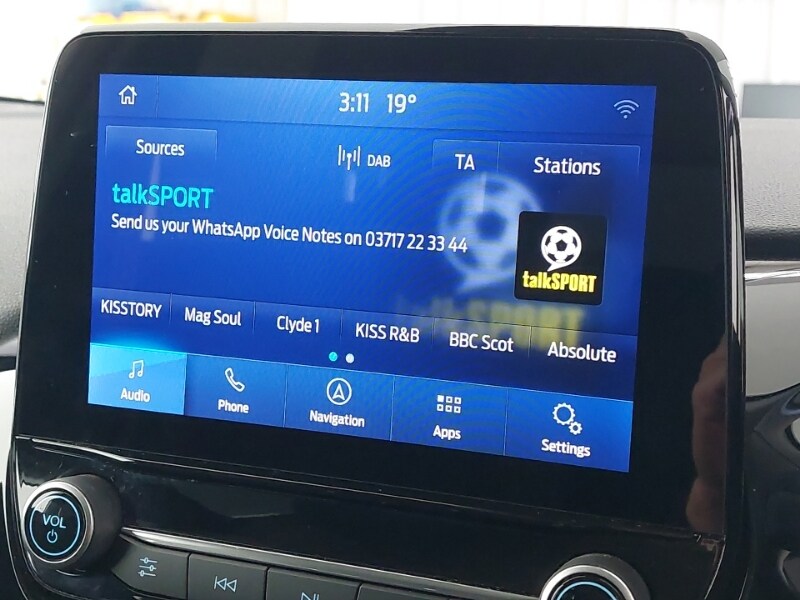 3:11 19°
Sources DAB TA Stations
talkSPORT
Send us your WhatsApp Voice Notes on 03717 22 33 44
talkSPORT
KISSTORY Mag Soul Clyde 1 KISS R&B BBC Scot Absolute
Audio Phone Navigation Apps Settings
VOL